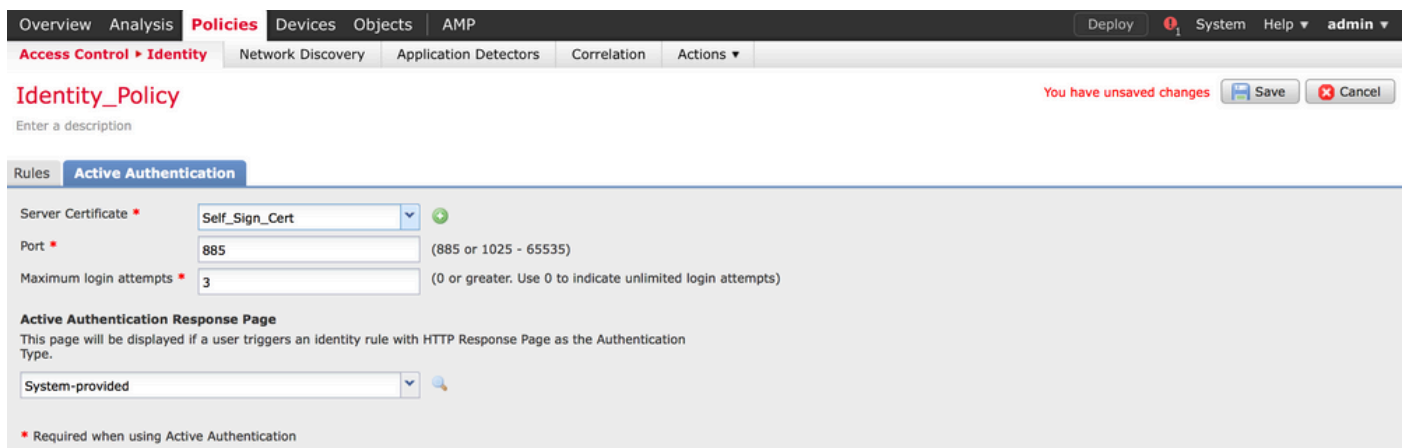 Overview Analysis Policies Devices Objects AMP Deploy 1 System Help ▾ admin ▾
Access Control ▸ Identity Network Discovery Application Detectors Correlation Actions ▾
Identity_Policy You have unsaved changes Save Cancel
Enter a description
Rules Active Authentication
Server Certificate * Self_Sign_Cert
Port * 885 (885 or 1025 - 65535)
Maximum login attempts * 3 (0 or greater. Use 0 to indicate unlimited login attempts)
Active Authentication Response Page
This page will be displayed if a user triggers an identity rule with HTTP Response Page as the Authentication
Type.
System-provided
* Required when using Active Authentication